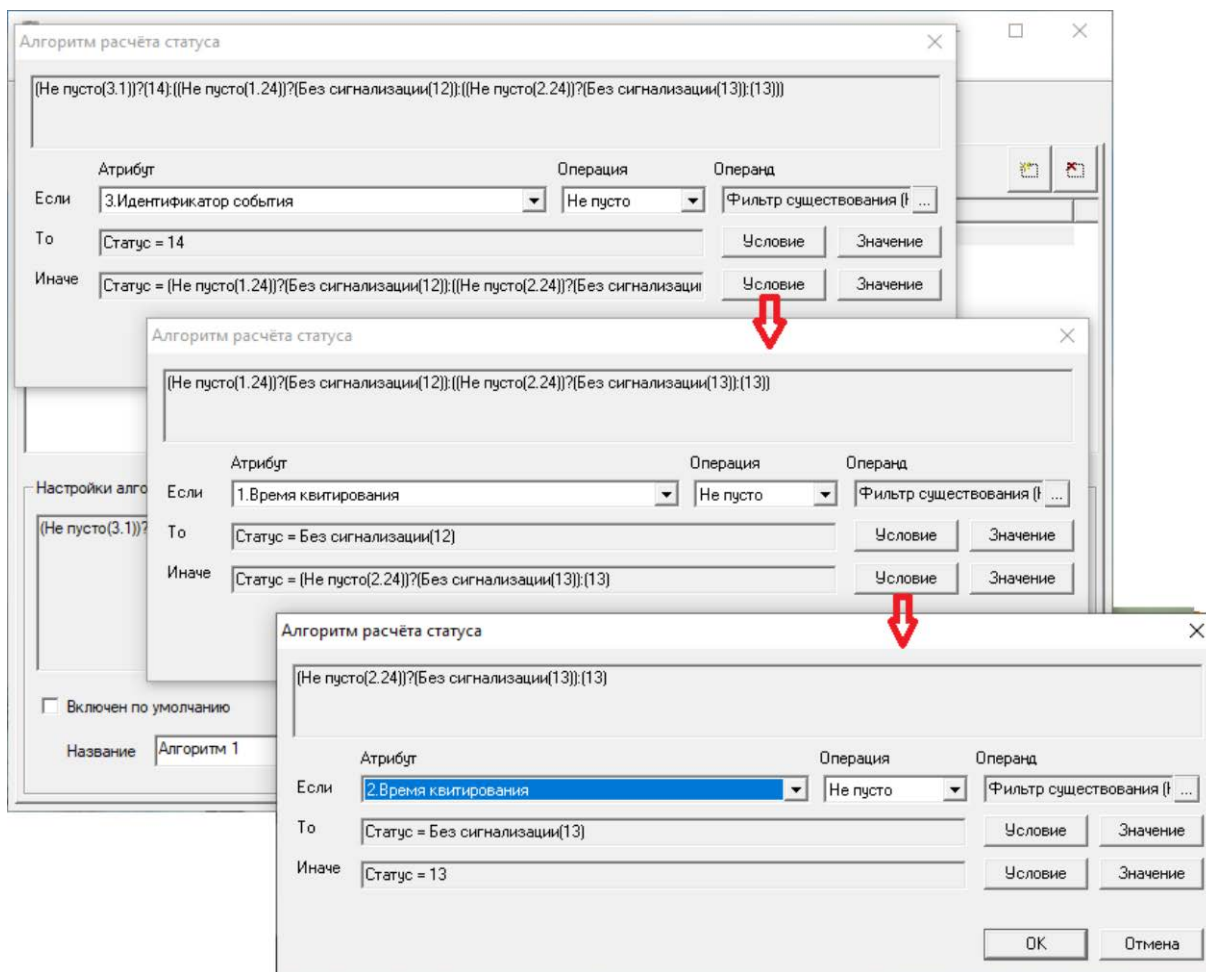 Алгоритм расчёта статуса
(Не пусто(3.1))?(14):((Не пусто(1.24))?(Без сигнализации(12)):((Не пусто(2.24))?(Без сигнализации(13)):(13)))
Атрибут Операция Операнд
Если 3.Идентификатор события Не пусто Фильтр существования (Н ...
То Статус = 14 Условие Значение
Иначе Статус = (Не пусто(1.24))?(Без сигнализации(12)):((Не пусто(2.24))?(Без сигнализаци Условие Значение
Алгоритм расчёта статуса
(Не пусто(1.24))?(Без сигнализации(12)):((Не пусто(2.24))?(Без сигнализации(13)):(13))
Атрибут Операция Операнд
Если 1.Время квитирования Не пусто Фильтр существования (Н ...
То Статус = Без сигнализации(12) Условие Значение
Иначе Статус = (Не пусто(2.24))?(Без сигнализации(13)):(13) Условие Значение
Настройки алго
(Не пусто(3.1))?
Включен по умолчанию
Название Алгоритм 1
Алгоритм расчёта статуса
(Не пусто(2.24))?(Без сигнализации(13)):(13)
Атрибут Операция Операнд
Если 2.Время квитирования Не пусто Фильтр существования (Н ...
То Статус = Без сигнализации(13) Условие Значение
Иначе Статус = 13 Условие Значение
OK Отмена